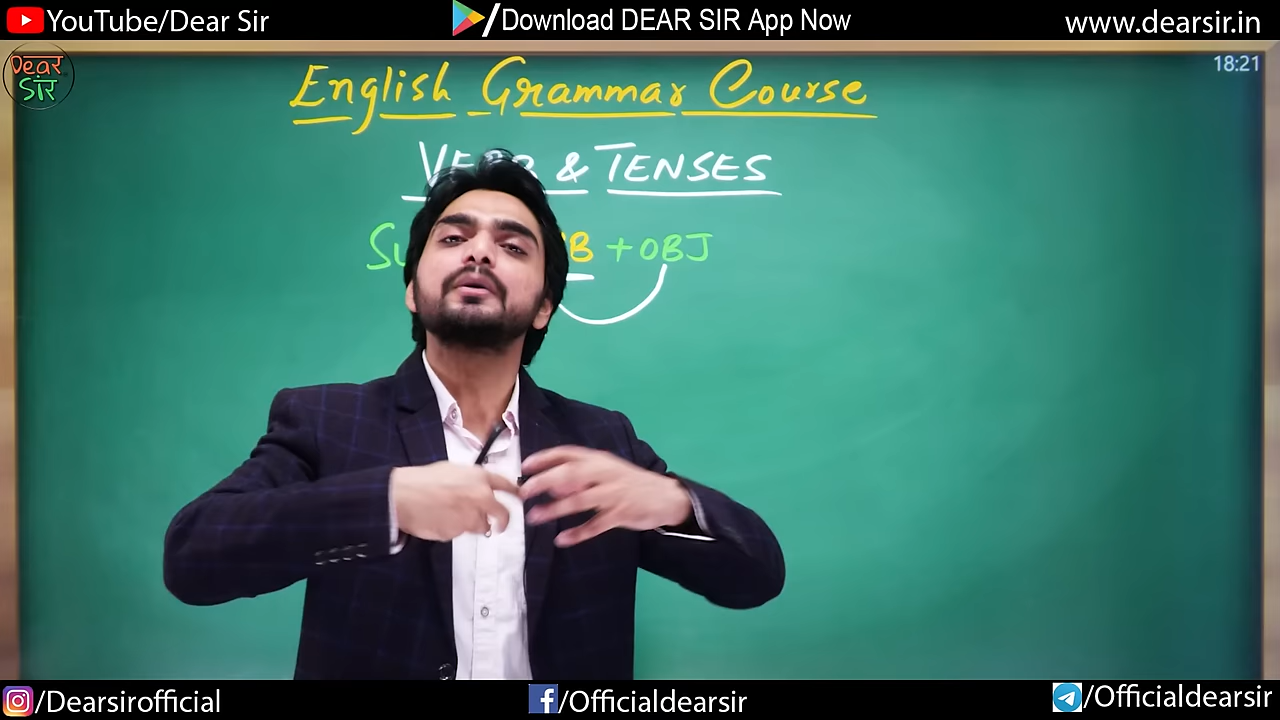 YouTube/Dear Sir
/Download DEAR SIR App Now
www.dearsir.in
Dear
सर
18:21
English Grammar Course
& TENSES
+ OBJ
/Dearsirofficial
/Officialdearsir
/Officialdearsir